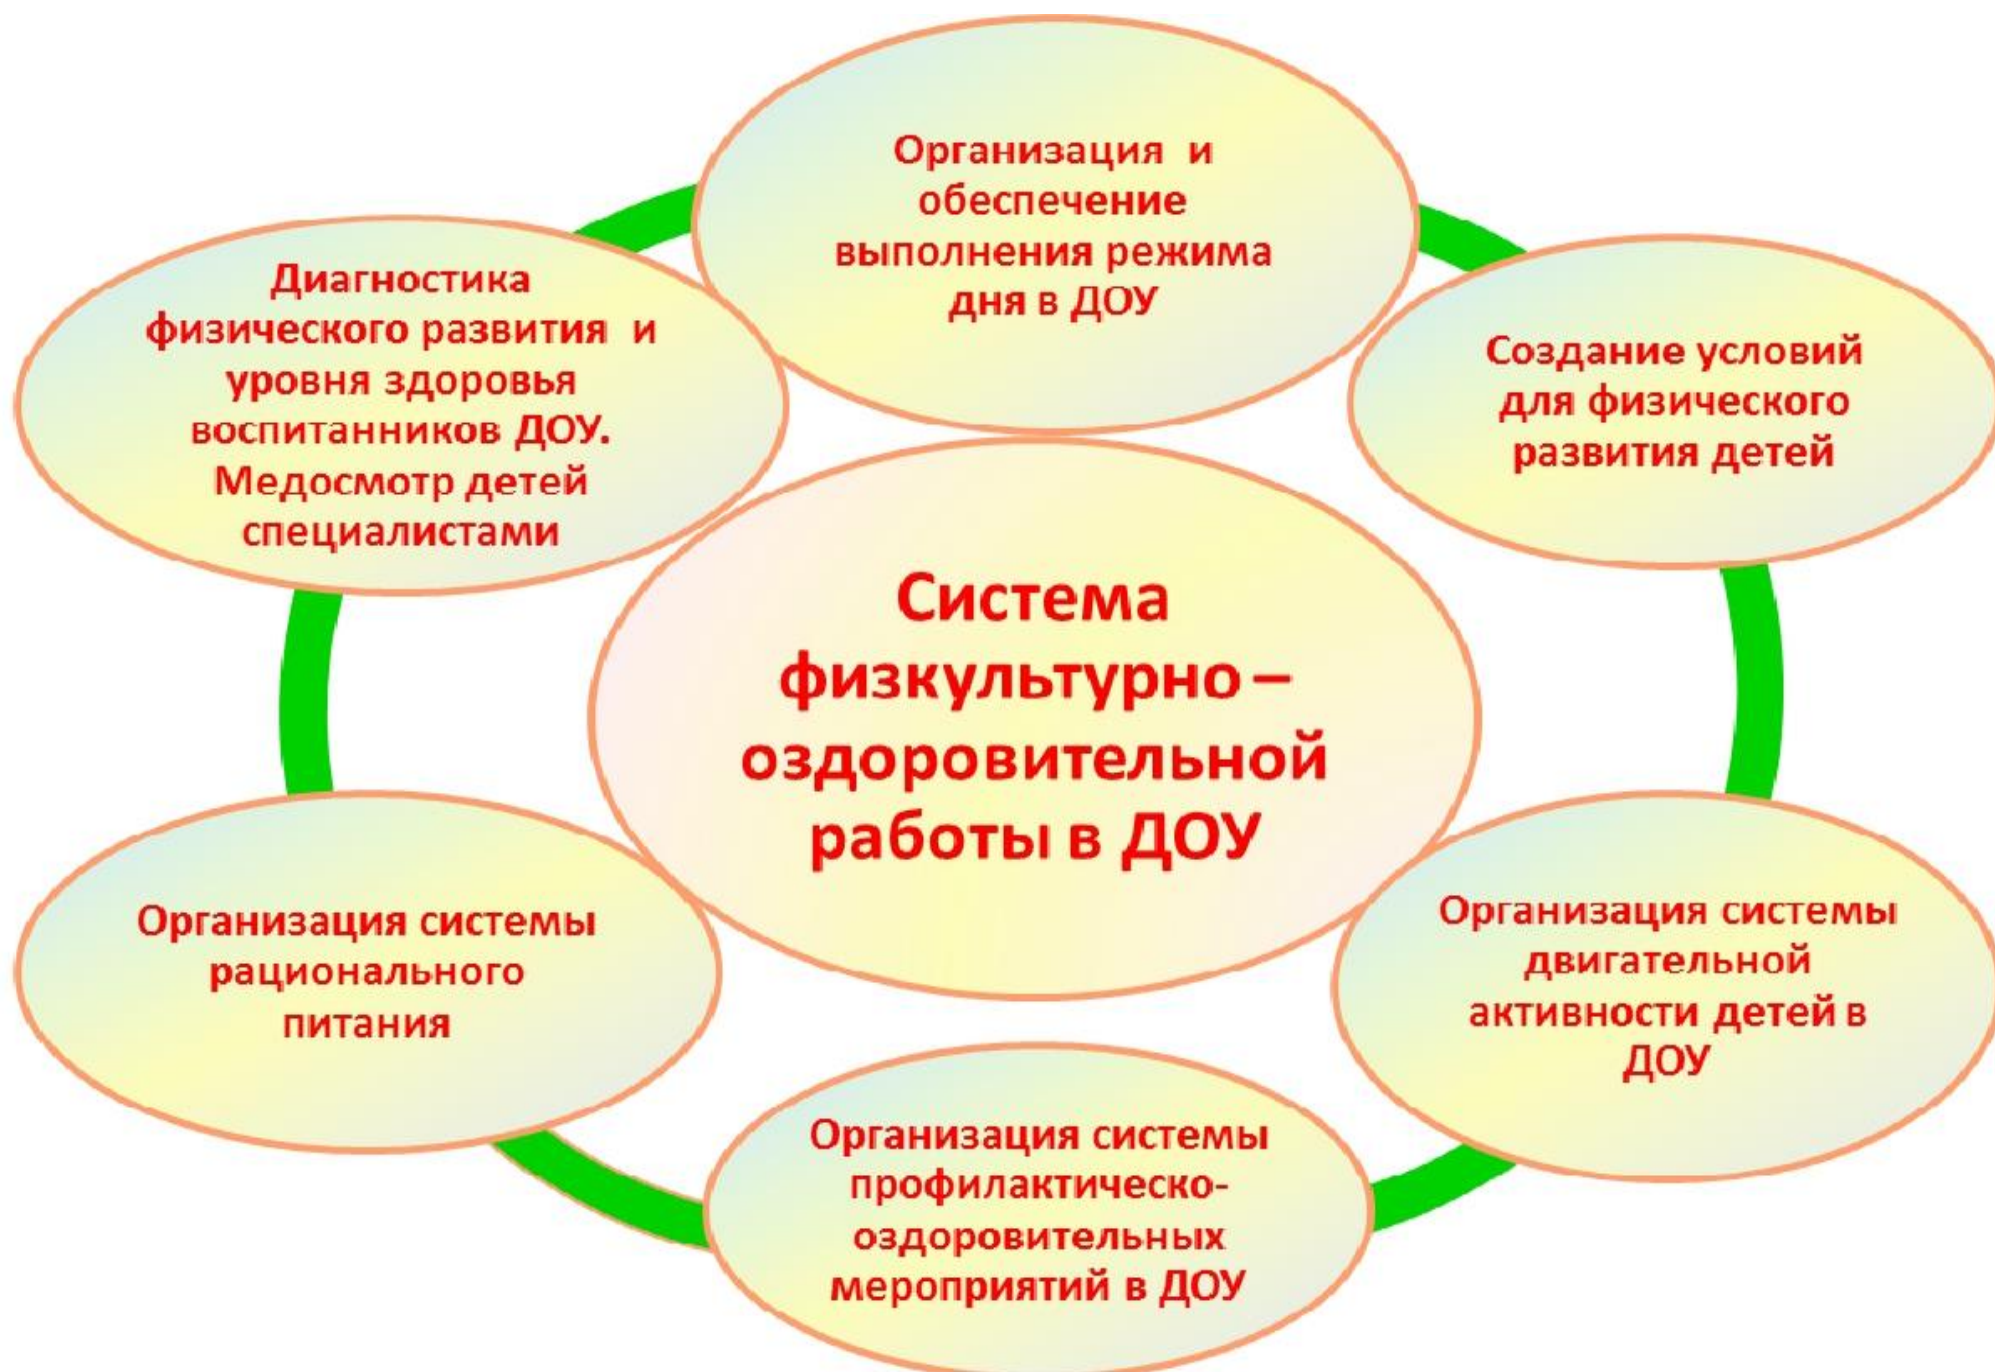 Организация и
обеспечение
выполнения режима
дня в ДОУ
Диагностика
физического развития и
уровня здоровья
воспитанников ДОУ.
Медосмотр детей
специалистами
Создание условий
для физического
развития детей
Система
физкультурно –
оздоровительной
работы в ДОУ
Организация системы
рационального
питания
Организация системы
двигательной
активности детей в
ДОУ
Организация системы
профилактическо-
оздоровительных
мероприятий в ДОУ